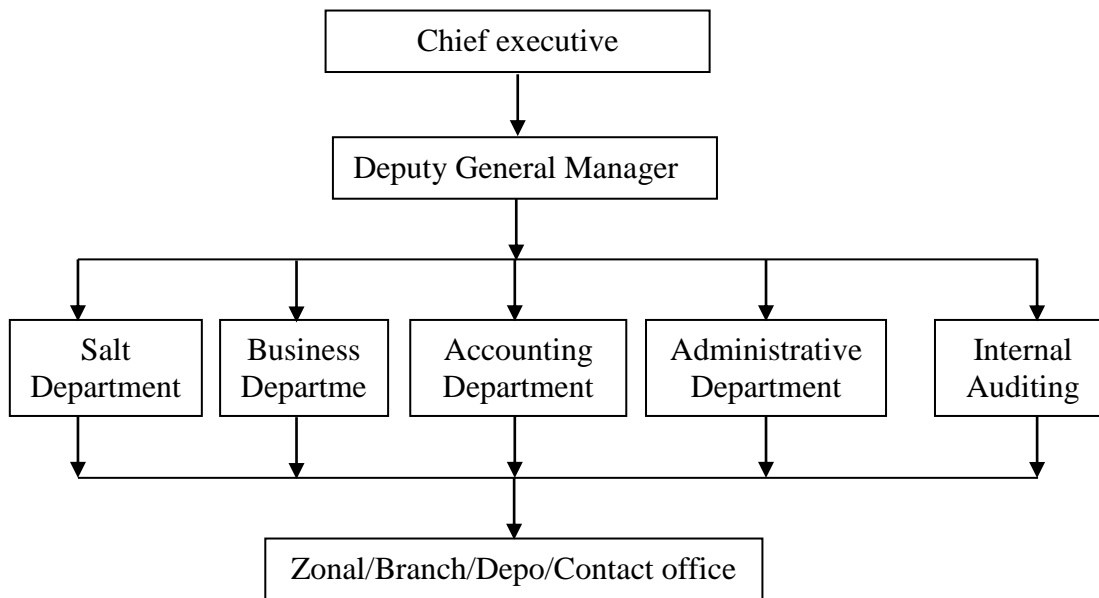 Chief executive
Deputy General Manager
Salt
Department
Business
Departme
Accounting
Department
Administrative
Department
Internal
Auditing
Zonal/Branch/Depo/Contact office